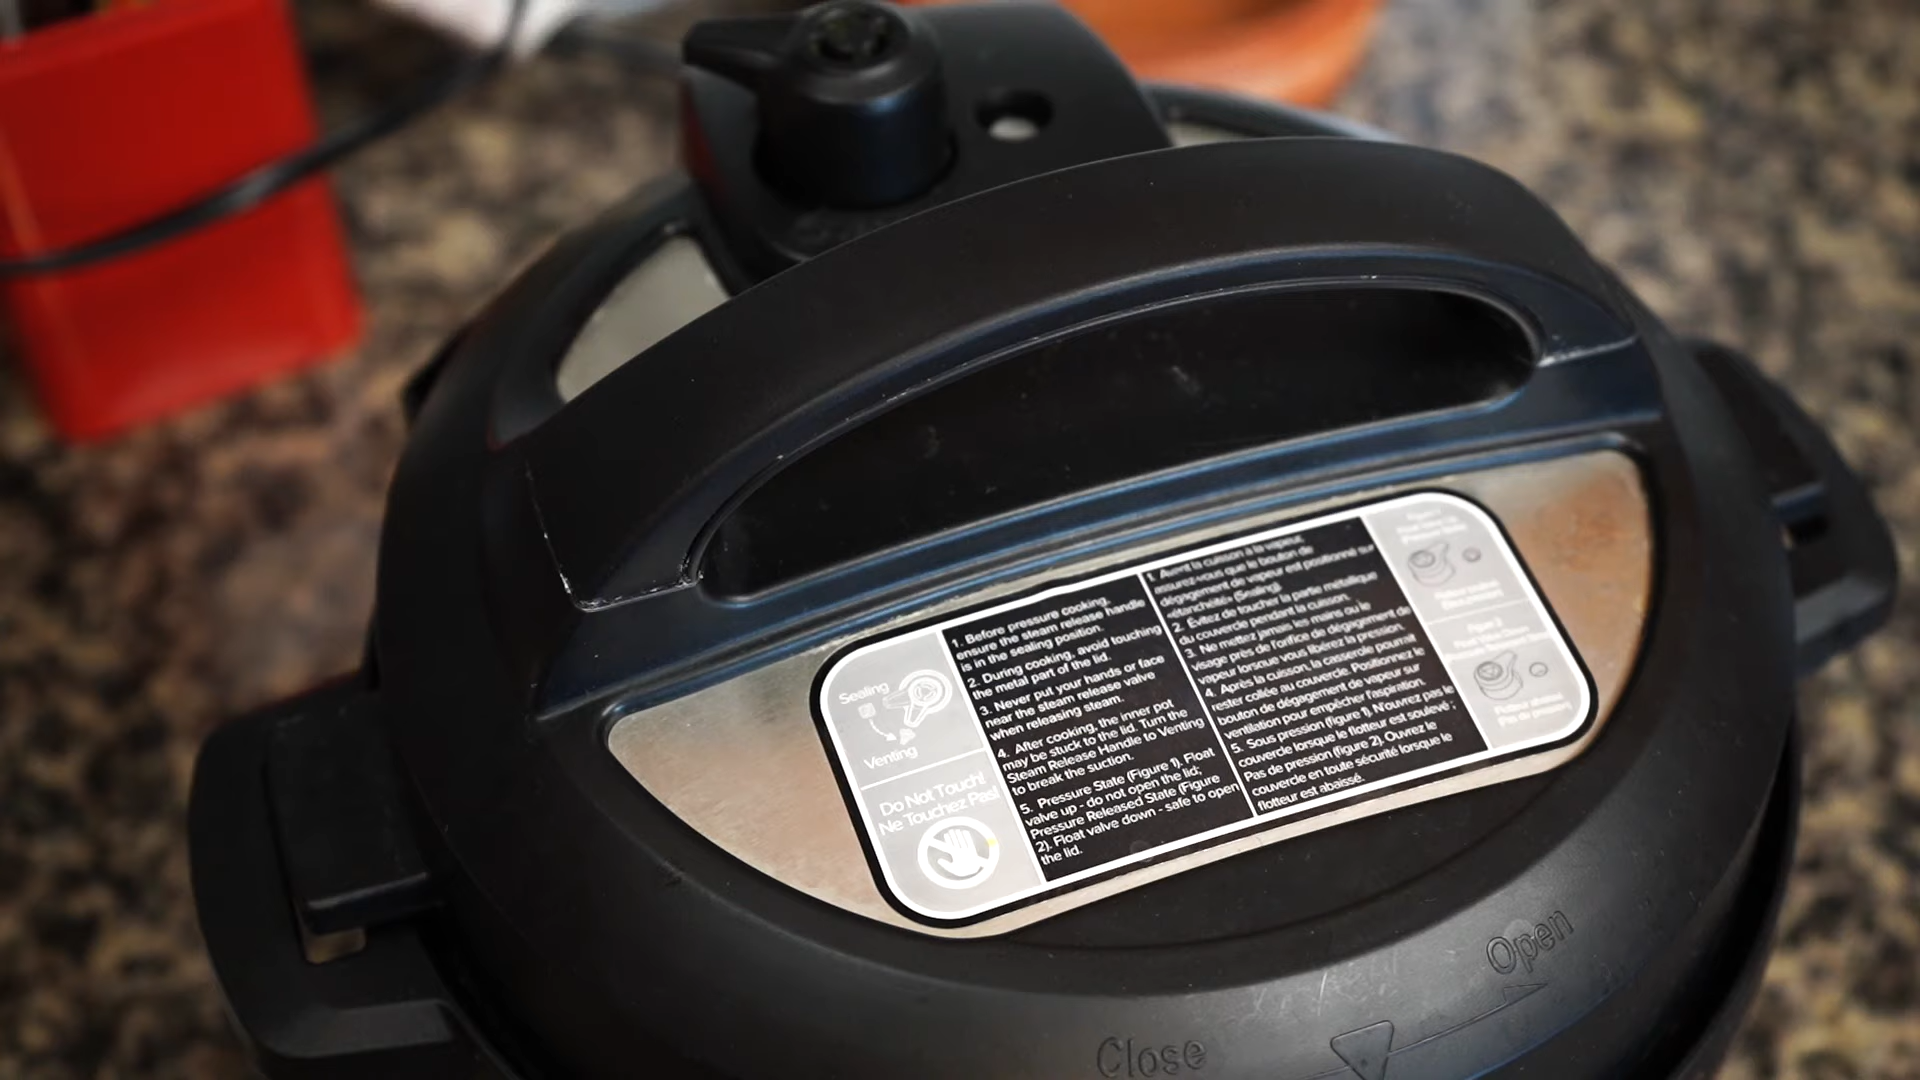 Sealing
Venting
Do Not Touch!
Ne Touchez Pas!
1. Before pressure cooking,
ensure the steam release handle
is in the sealing position.
2. During cooking, avoid touching
the metal part of the lid.
3. Never put your hands or face
near the steam release valve
when releasing steam.
4. After cooking, the inner pot
may be stuck to the lid. Turn the
Steam Release Handle to Venting
to break the suction.
5. Pressure State (Figure 1). Float
valve up - do not open the lid;
Pressure Released State (Figure
2). Float valve down - safe to open
the lid.
1. Avant la cuisson à la vapeur,
assurez-vous que le bouton de
dégagement de vapeur est positionné sur
«étanchéité» (Sealing).
2. Évitez de toucher la partie métallique
du couvercle pendant la cuisson.
3. Ne mettez jamais les mains ou le
visage près de l'orifice de dégagement de
vapeur lorsque vous libérez la pression.
4. Après la cuisson, la casserole pourrait
rester collée au couvercle. Positionnez le
bouton de dégagement de vapeur sur
ventilation pour empêcher l'aspiration.
5. Sous pression (figure 1). N'ouvrez pas le
couvercle lorsque le flotteur est soulevé ;
Pas de pression (figure 2). Ouvrez le
couvercle en toute sécurité lorsque le
flotteur est abaissé.
Figure 2
Open
Close